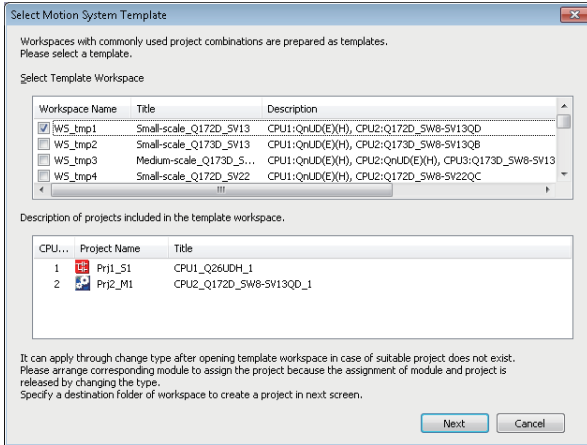 Select Motion System Template
Workspaces with commonly used project combinations are prepared as templates.
Please select a template.
Select Template Workspace
Workspace Name Title Description
WS_tmp1 Small-scale_Q172D_SV13 CPU1:QnUD(E)(H), CPU2:Q172D_SW8-SV13QD
WS_tmp2 Small-scale_Q173D_SV13 CPU1:QnUD(E)(H), CPU2:Q173D_SW8-SV13QB
WS_tmp3 Medium-scale_Q173D_S... CPU1:QnUD(E)(H), CPU2:QnUD(E)(H), CPU3:Q173D_SW8-SV13
WS_tmp4 Small-scale_Q172D_SV22 CPU1:QnUD(E)(H), CPU2:Q172D_SW8-SV22QC
Description of projects included in the template workspace.
CPU... Project Name Title
1 Prj1_S1 CPU1_Q26UDH_1
2 Prj2_M1 CPU2_Q172D_SW8-SV13QD_1
It can apply through change type after opening template workspace in case of suitable project does not exist.
Please arrange corresponding module to assign the project because the assignment of module and project is
released by changing the type.
Specify a destination folder of workspace to create a project in next screen.
Next Cancel